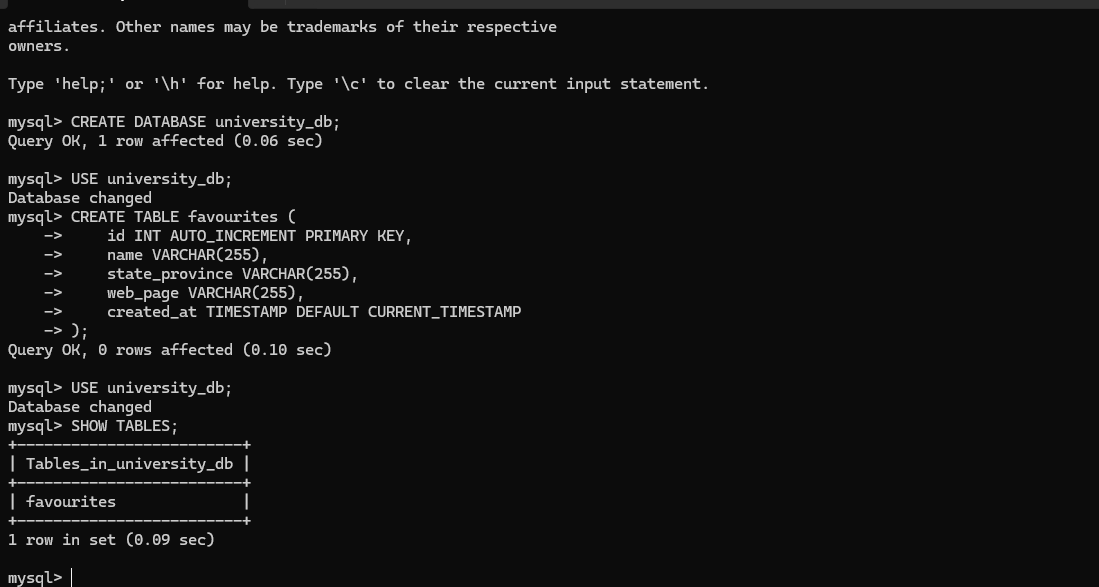 affiliates. Other names may be trademarks of their respective
owners.
Type 'help;' or '\h' for help. Type '\c' to clear the current input statement.
mysql> CREATE DATABASE university_db;
Query OK, 1 row affected (0.06 sec)
mysql> USE university_db;
Database changed
mysql> CREATE TABLE favourites (
    ->     id INT AUTO_INCREMENT PRIMARY KEY,
    ->     name VARCHAR(255),
    ->     state_province VARCHAR(255),
    ->     web_page VARCHAR(255),
    ->     created_at TIMESTAMP DEFAULT CURRENT_TIMESTAMP
    -> );
Query OK, 0 rows affected (0.10 sec)
mysql> USE university_db;
Database changed
mysql> SHOW TABLES;
+-------------------------+
| Tables_in_university_db |
+-------------------------+
| favourites              |
+-------------------------+
1 row in set (0.09 sec)
mysql>